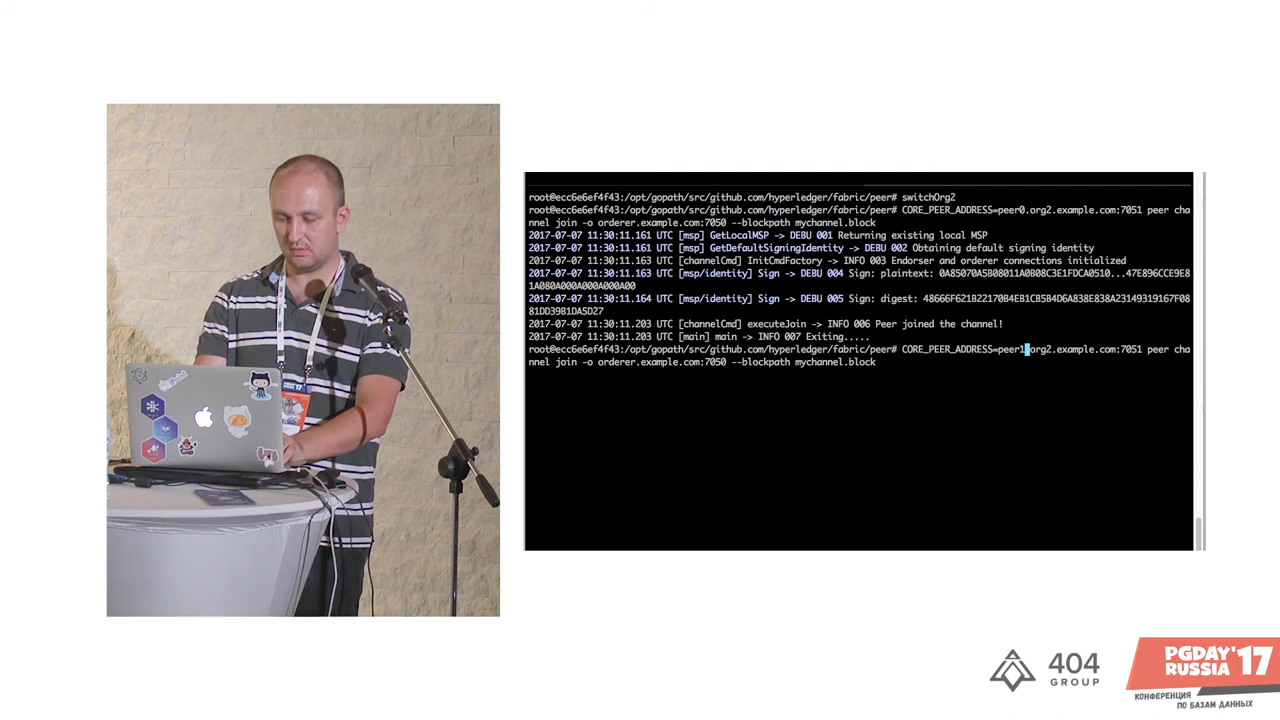 root@ecc6e6ef4f43:/opt/gopath/src/github.com/hyperledger/fabric/peer# switchOrg2
root@ecc6e6ef4f43:/opt/gopath/src/github.com/hyperledger/fabric/peer# CORE_PEER_ADDRESS=peer0.org2.example.com:7051 peer cha
nnel join -o orderer.example.com:7050 --blockpath mychannel.block
2017-07-07 11:30:11.161 UTC [msp] GetLocalMSP -> DEBU 001 Returning existing local MSP
2017-07-07 11:30:11.161 UTC [msp] GetDefaultSigningIdentity -> DEBU 002 Obtaining default signing identity
2017-07-07 11:30:11.163 UTC [channelCmd] InitCmdFactory -> INFO 003 Endorser and orderer connections initialized
2017-07-07 11:30:11.163 UTC [msp/identity] Sign -> DEBU 004 Sign: plaintext: 0A85070A5B08011A0B08C3E1FDCA0510...47E896CCE9E8
1A080A000A000A000A00
2017-07-07 11:30:11.164 UTC [msp/identity] Sign -> DEBU 005 Sign: digest: 48666F621B22170B4EB1CB5B4D6A838E838A23149319167F08
81DD39B1DA5D27
2017-07-07 11:30:11.203 UTC [channelCmd] executeJoin -> INFO 006 Peer joined the channel!
2017-07-07 11:30:11.203 UTC [main] main -> INFO 007 Exiting.....
root@ecc6e6ef4f43:/opt/gopath/src/github.com/hyperledger/fabric/peer# CORE_PEER_ADDRESS=peer1.org2.example.com:7051 peer cha
nnel join -o orderer.example.com:7050 --blockpath mychannel.block
404
GROUP
PGDAY'17
RUSSIA
КОНФЕРЕНЦИЯ
ПО БАЗАМ ДАННЫХ